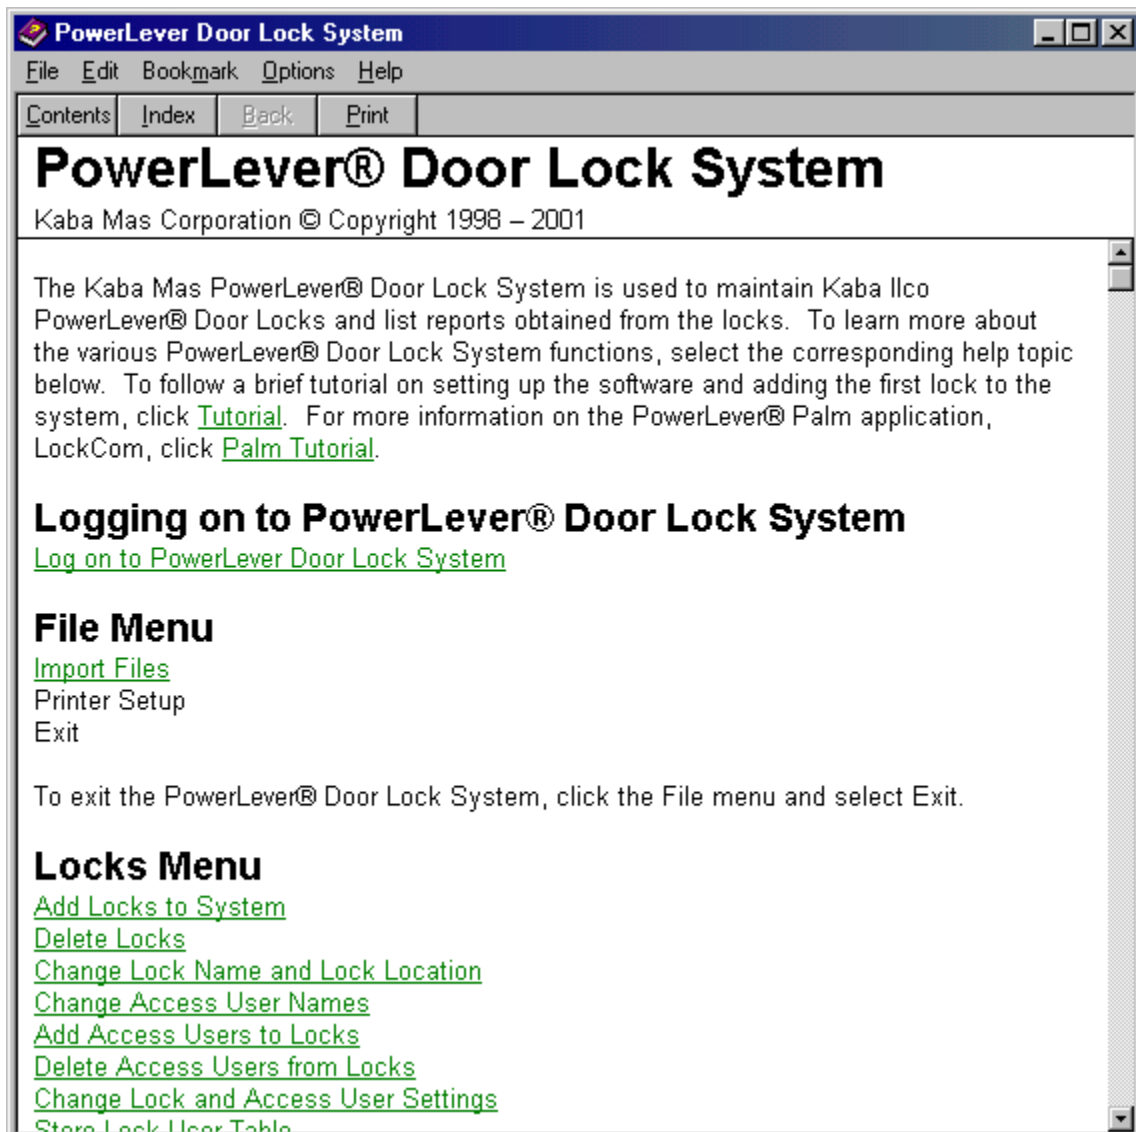 PowerLever Door Lock System
File Edit Bookmark Options Help
Contents Index Back Print
PowerLever® Door Lock System
Kaba Mas Corporation © Copyright 1998 – 2001
The Kaba Mas PowerLever® Door Lock System is used to maintain Kaba Ilco
PowerLever® Door Locks and list reports obtained from the locks.  To learn more about
the various PowerLever® Door Lock System functions, select the corresponding help topic
below.  To follow a brief tutorial on setting up the software and adding the first lock to the
system, click Tutorial.  For more information on the PowerLever® Palm application,
LockCom, click Palm Tutorial.
Logging on to PowerLever® Door Lock System
Log on to PowerLever Door Lock System
File Menu
Import Files
Printer Setup
Exit
To exit the PowerLever® Door Lock System, click the File menu and select Exit.
Locks Menu
Add Locks to System
Delete Locks
Change Lock Name and Lock Location
Change Access User Names
Add Access Users to Locks
Delete Access Users from Locks
Change Lock and Access User Settings
Store Lock User Table